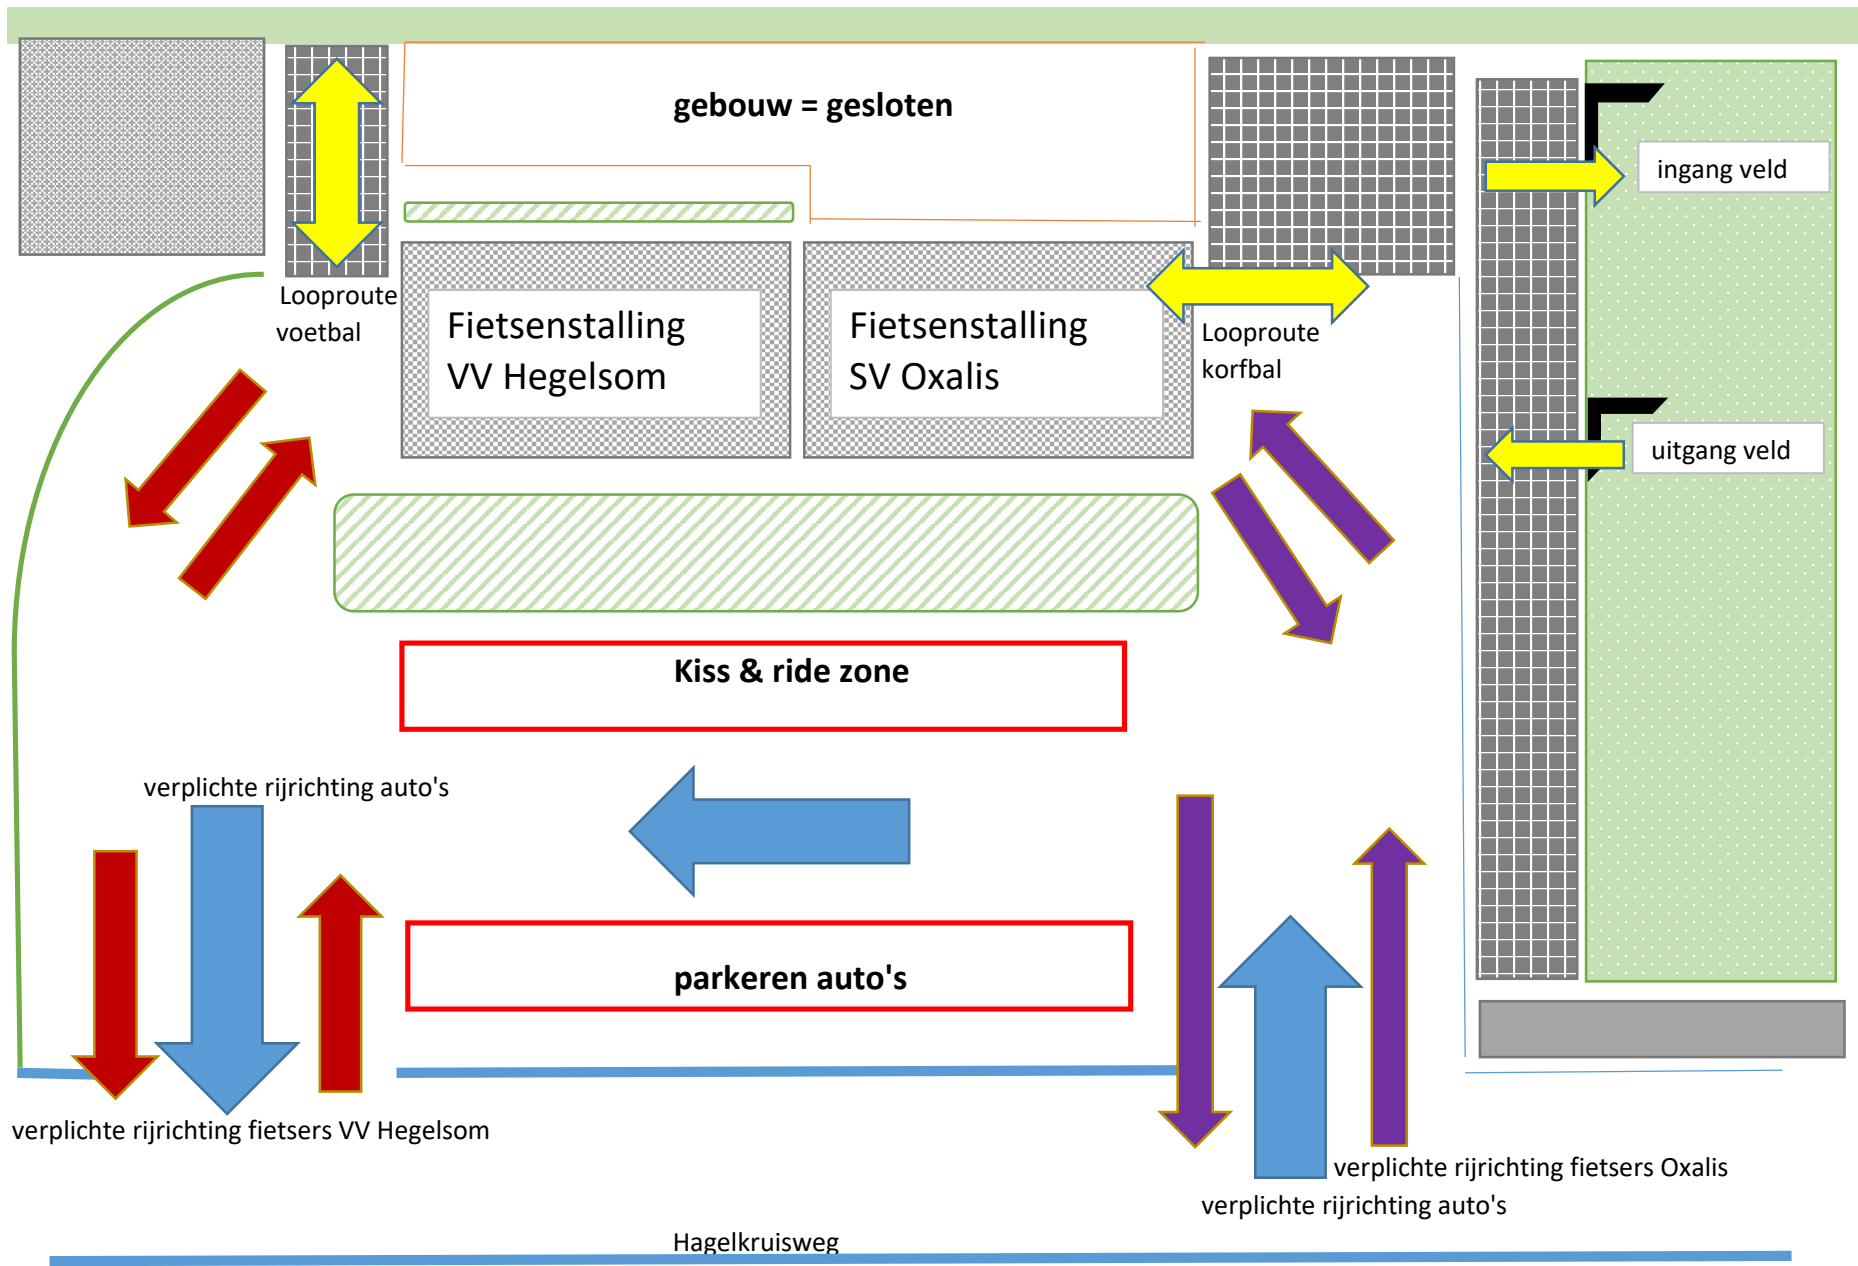 gebouw = gesloten
ingang veld
Looproute
voetbal
Fietsenstalling
VV Hegelsom
Fietsenstalling
SV Oxalis
Looproute
korfbal
uitgang veld
Kiss & ride zone
verplichte rijrichting auto's
parkeren auto's
verplichte rijrichting fietsers VV Hegelsom
verplichte rijrichting fietsers Oxalis
verplichte rijrichting auto's
Hagelkruisweg